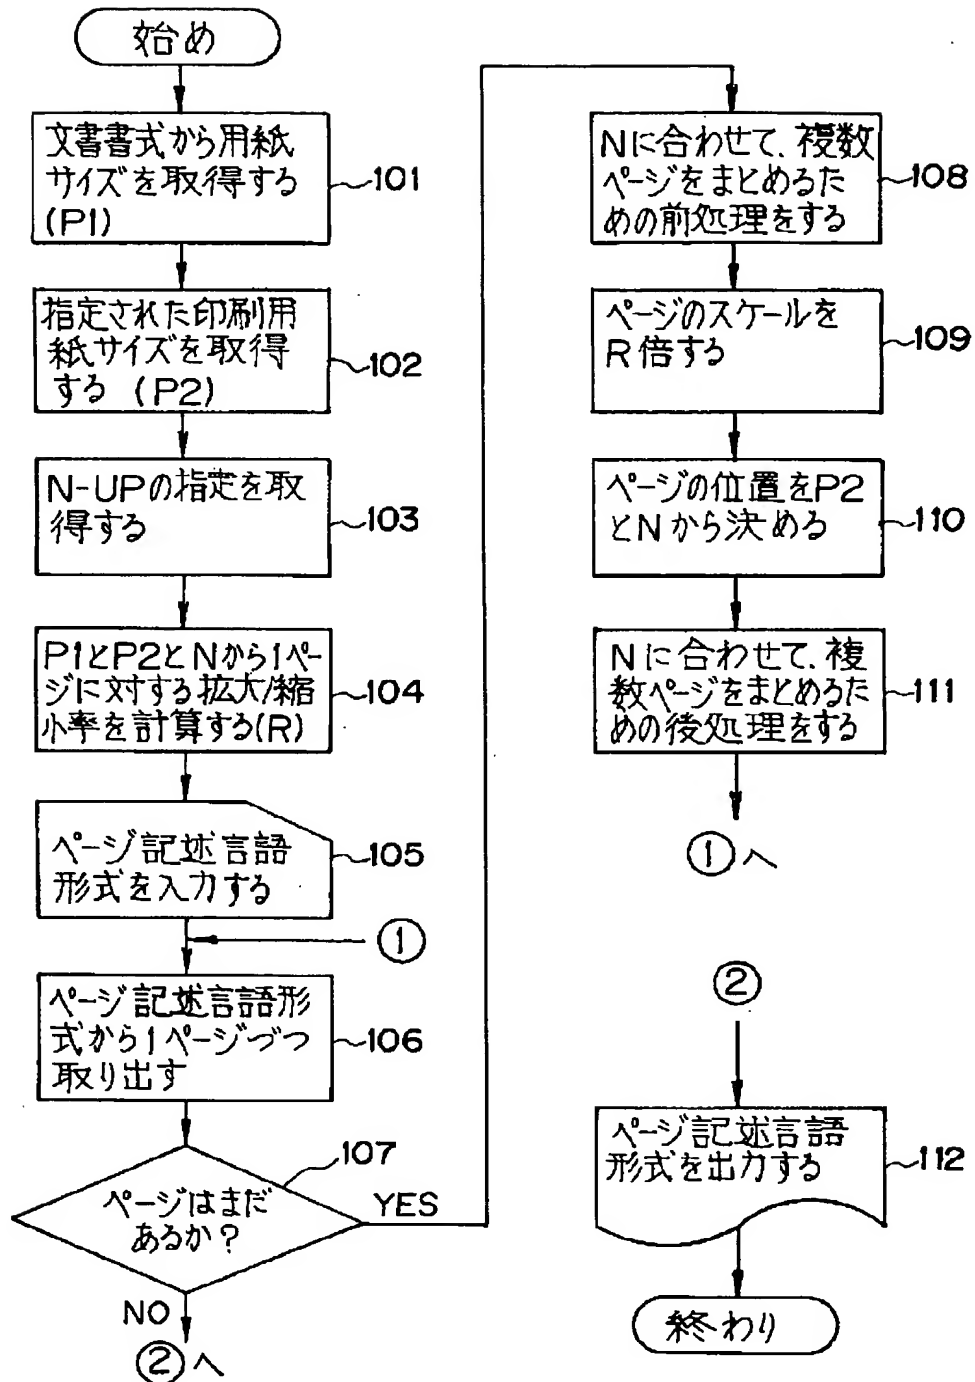 始め
文書書式から用紙
サイズを取得する
(P1)
101
指定された印刷用
紙サイズを取得
する (P2)
102
N-UPの指定を取
得する
103
P1とP2とNから1ペー
ジに対する拡大/縮
小率を計算する(R)
104
ページ記述言語
形式を入力する
105
①
ページ記述言語形
式から1ページづつ
取り出す
106
107
ページはまだ
あるか?
YES
NO
②へ
Nに合わせて、複数
ページをまとめるた
めの前処理をする
108
ページのスケールを
R倍する
109
ページの位置をP2
とNから決める
110
Nに合わせて、複
数ページをまとめるた
めの後処理をする
111
①へ
②
ページ記述言語
形式を出力する
112
終わり